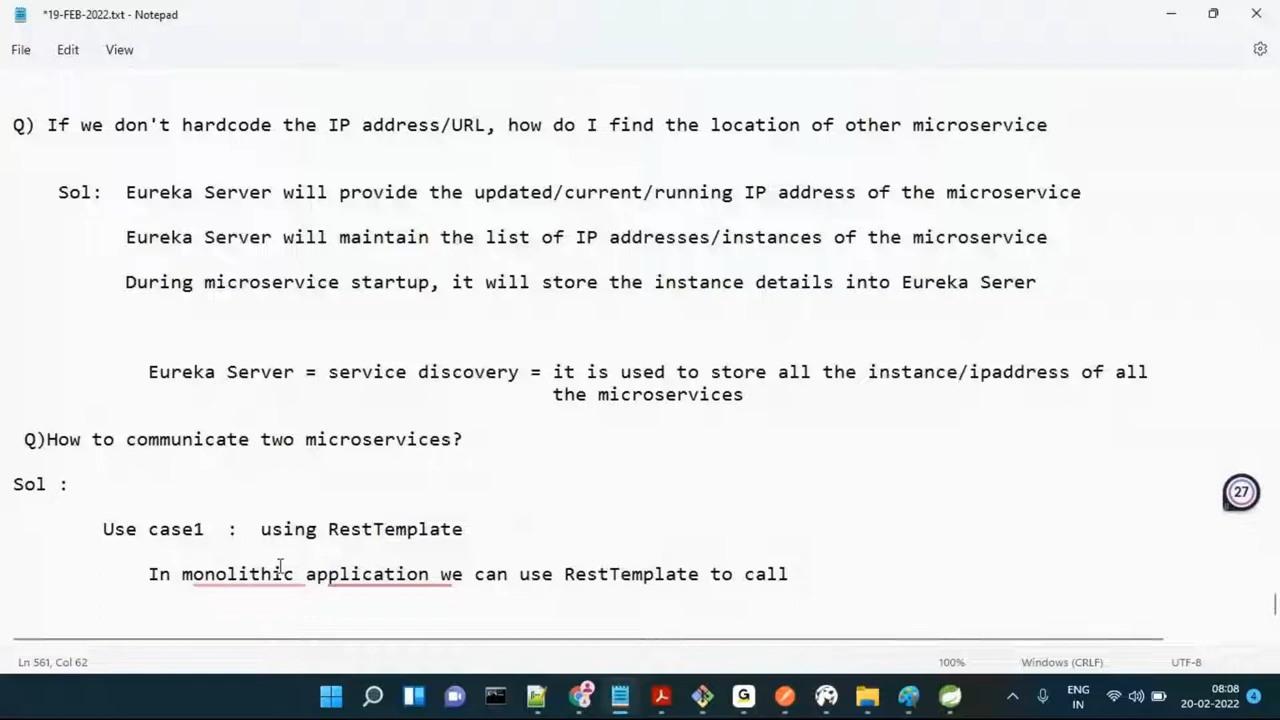 *19-FEB-2022.txt - Notepad
File Edit View
Q) If we don't hardcode the IP address/URL, how do I find the location of other microservice
Sol: Eureka Server will provide the updated/current/running IP address of the microservice
Eureka Server will maintain the list of IP addresses/instances of the microservice
During microservice startup, it will store the instance details into Eureka Serer
Eureka Server = service discovery = it is used to store all the instance/ipaddress of all
the microservices
Q)How to communicate two microservices?
Sol :
27
Use case1 : using RestTemplate
In monolithic application we can use RestTemplate to call
Ln 561, Col 62 100% Windows (CRLF) UTF-8
G
ENG
IN
08:08
20-02-2022
4